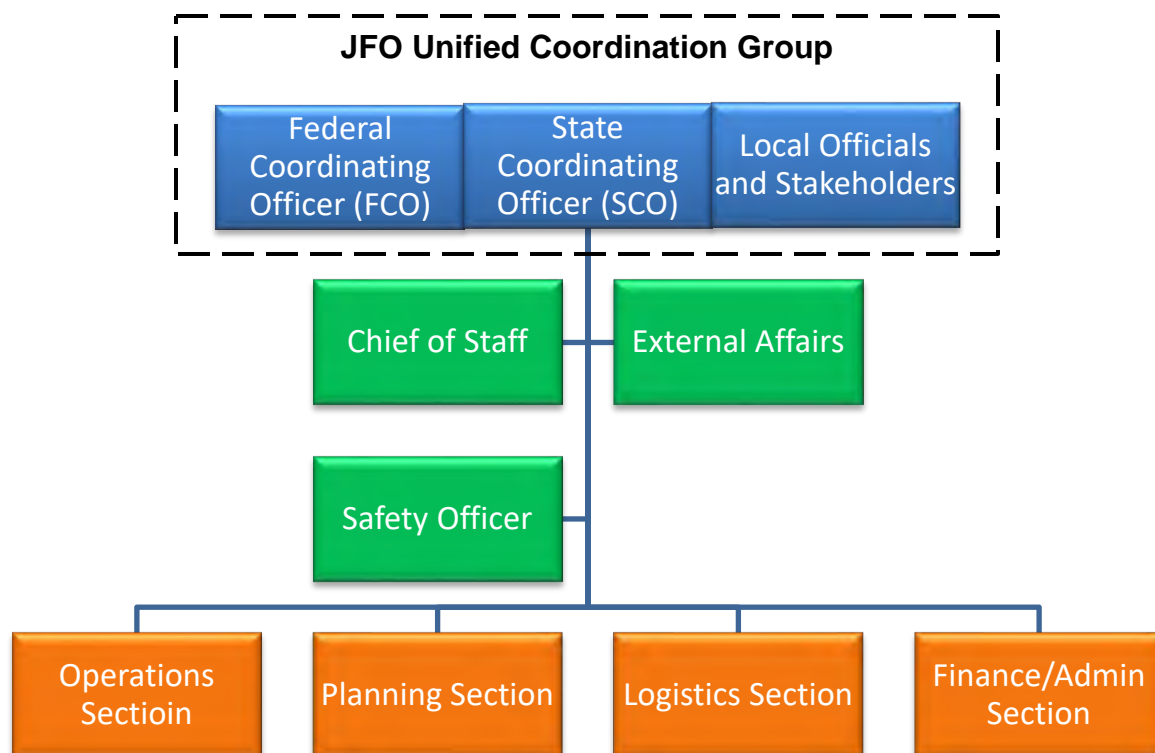 JFO Unified Coordination Group
Federal
Coordinating
Officer (FCO)
State
Coordinating
Officer (SCO)
Local Officials
and Stakeholders
Chief of Staff
External Affairs
Safety Officer
Operations
Sectioin
Planning Section
Logistics Section
Finance/Admin
Section